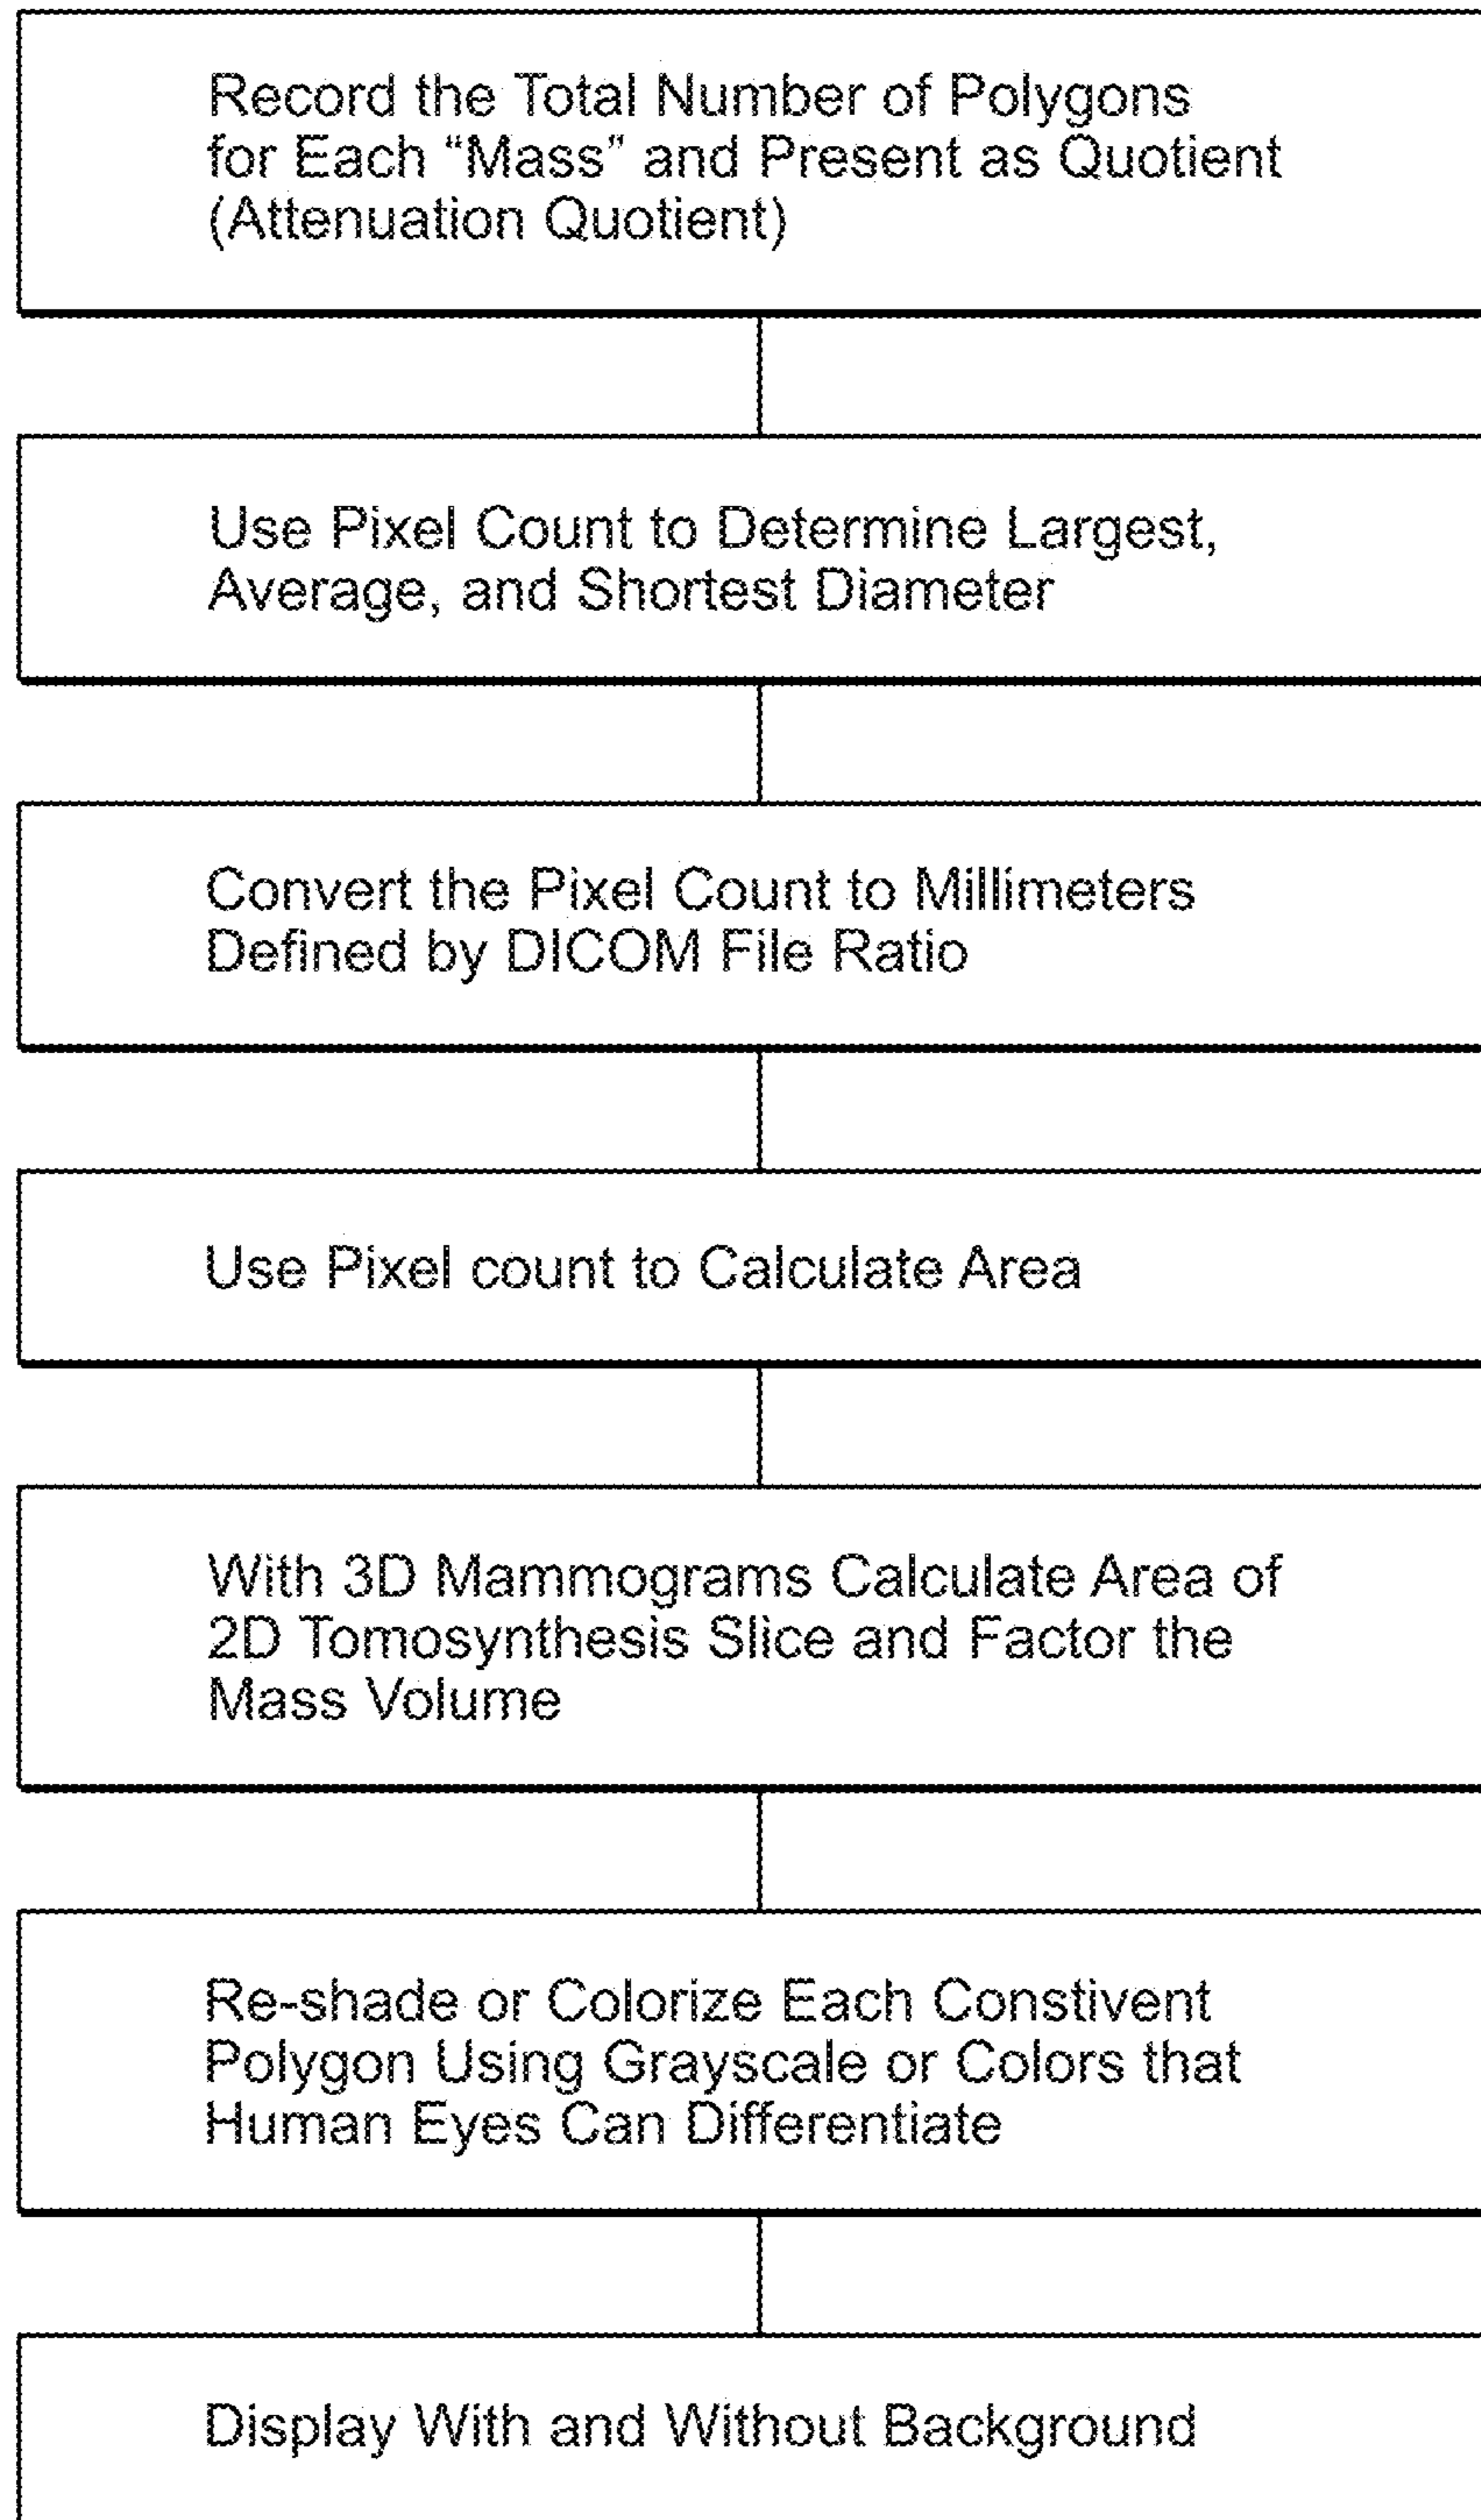 Record the Total Number of Polygons
for Each “Mass” and Present as Quotient
(Attenuation Quotient)
Use Pixel Count to Determine Largest,
Average, and Shortest Diameter
Convert the Pixel Count to Millimeters
Defined by DICOM File Ratio
Use Pixel count to Calculate Area
With 3D Mammograms Calculate Area of
2D Tomosynthesis Slice and Factor the
Mass Volume
Re-shade or Colorize Each Constivent
Polygon Using Grayscale or Colors that
Human Eyes Can Differentiate
Display With and Without Background